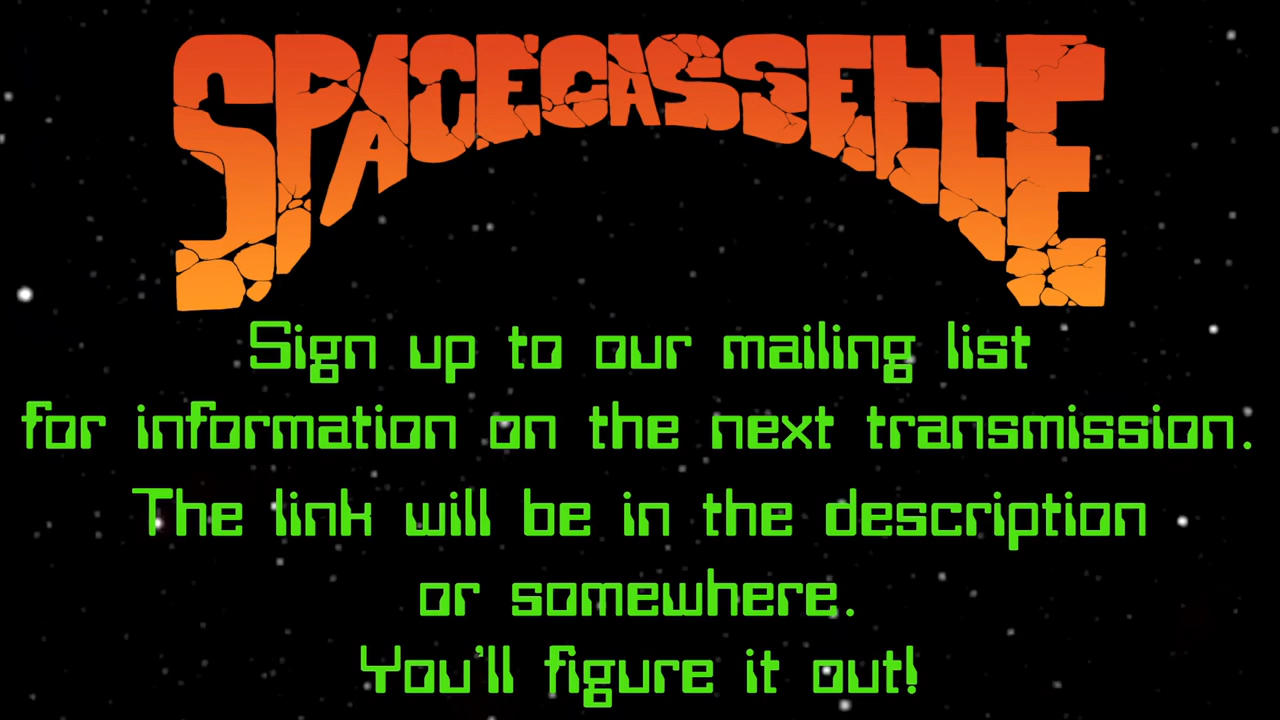 SPACECASSETTE
Sign up to our mailing list
for information on the next transmission.
The link will be in the description
or somewhere.
You'll figure it out!